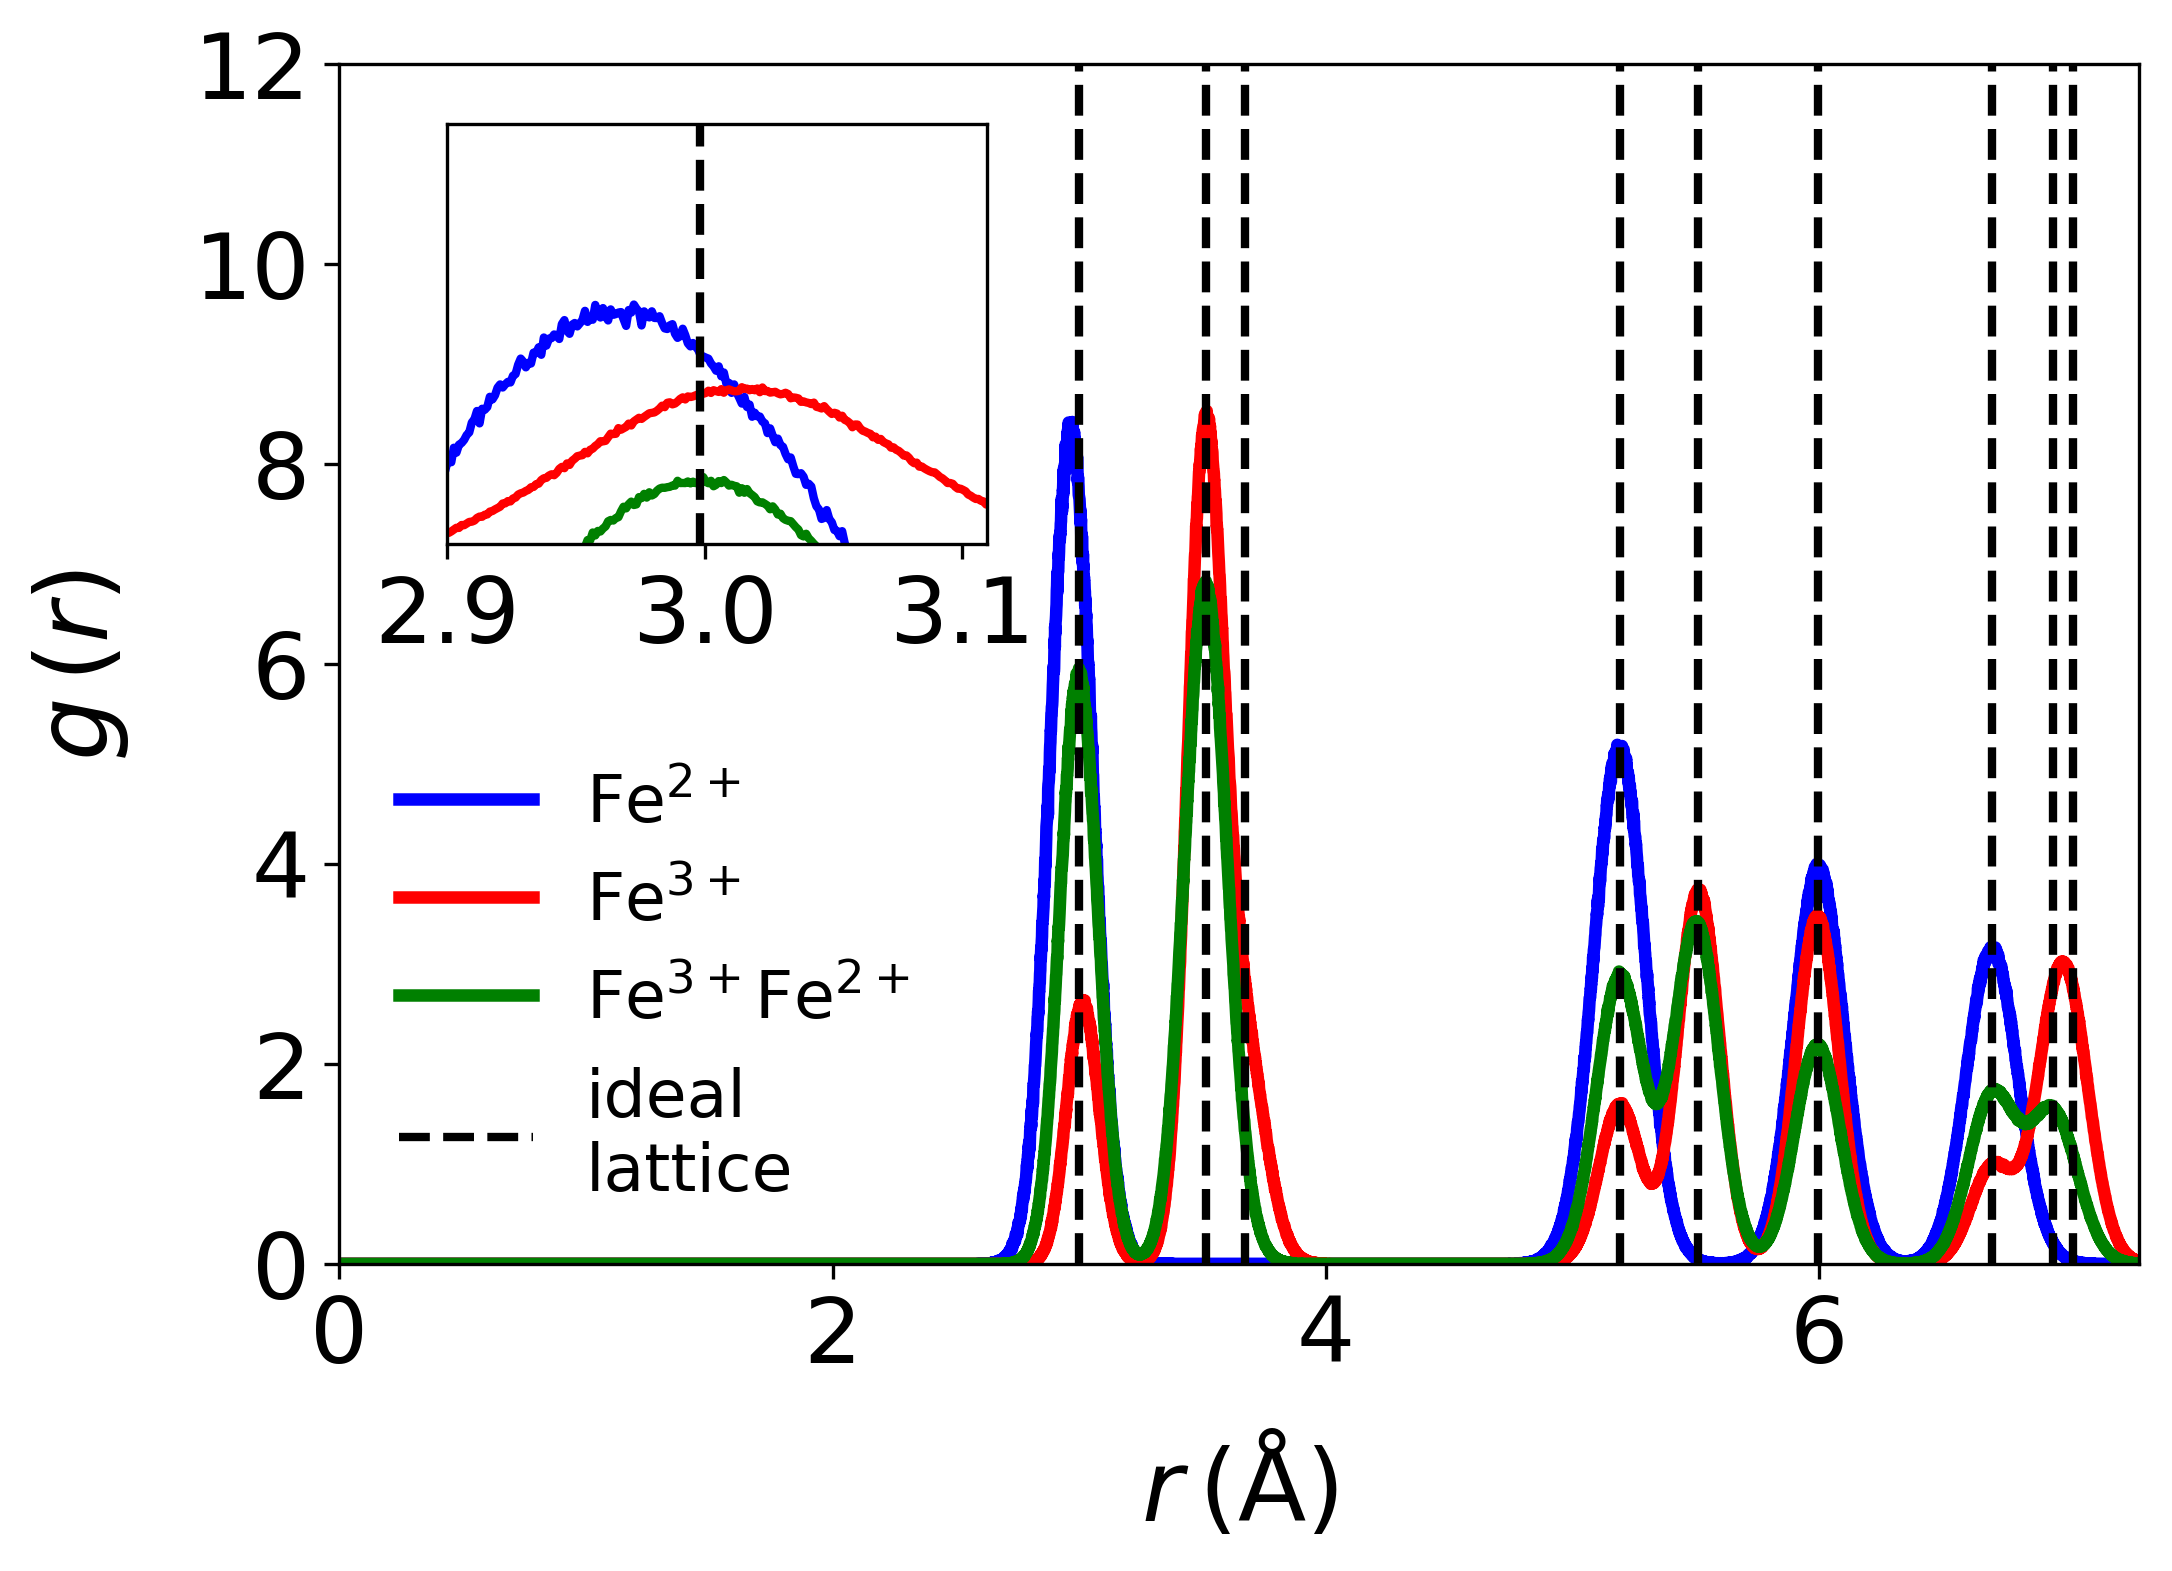 12
10
8
6
4
2
0
g (r)
2.9 3.0 3.1
Fe²⁺
Fe³⁺
Fe³⁺Fe²⁺
ideal
lattice
0 2 4 6
r (Å)